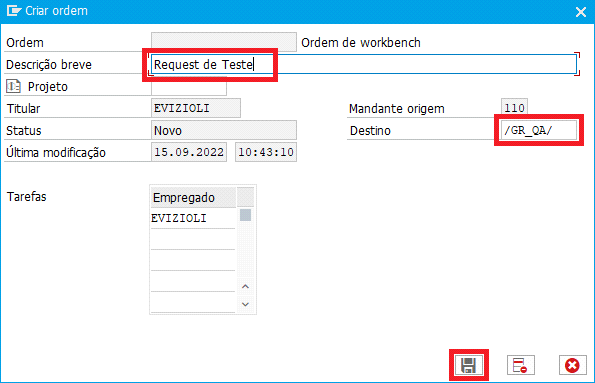 Criar ordem
Ordem Ordem de workbench
Descrição breve Request de Teste
Projeto
Titular EVIZIOLI Mandante origem 110
Status Novo Destino /GR_QA/
Última modificação 15.09.2022 10:43:10
Tarefas Empregado
EVIZIOLI